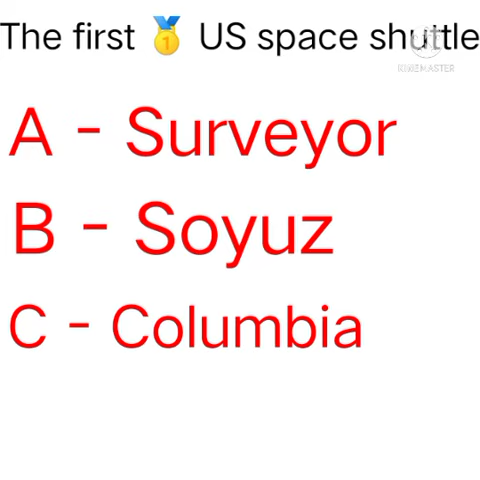 The first 🥇 US space shuttle
KINEMASTER
A - Surveyor
B - Soyuz
C - Columbia